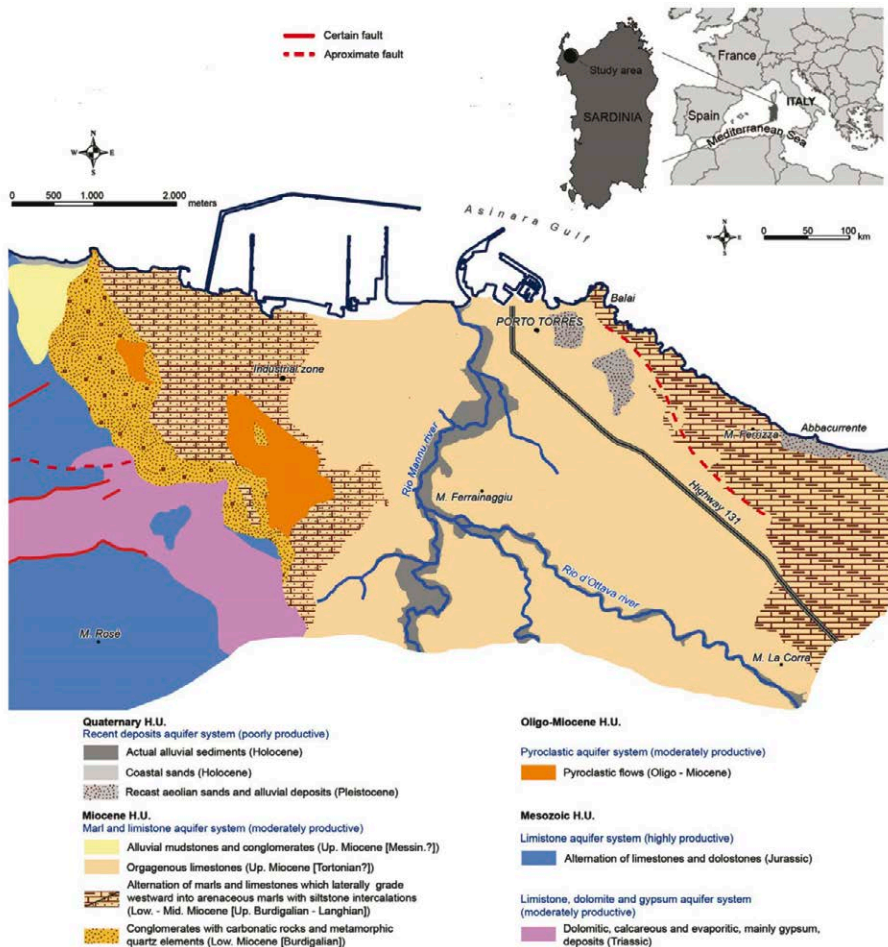 Certain fault
Aproximate fault
Study area
SARDINIA
France
ITALY
Spain
Mediterranean Sea
N
W E
S
0 500 1.000 2.000
meters
Asinara Gulf
N
W E
S
0 50 100
km
Balai
PORTO TORRES
Industrial zone
M. Ferruzza
Abbacurrente
Rio Mannu river
M. Ferrainaggiu
Highway 131
Rio d'Ottava river
M. Rosé
M. La Corra
Quaternary H.U.
Recent deposits aquifer system (poorly productive)
Actual alluvial sediments (Holocene)
Coastal sands (Holocene)
Recast aeolian sands and alluvial deposits (Pleistocene)
Miocene H.U.
Marl and limistone aquifer system (moderately productive)
Alluvial mudstones and conglomerates (Up. Miocene [Messin.?])
Orgagenous limestones (Up. Miocene [Tortonian?])
Alternation of marls and limestones which laterally grade
westward into arenaceous marls with siltstone intercalations
(Low. - Mid. Miocene [Up. Burdigalian - Langhian])
Conglomerates with carbonatic rocks and metamorphic
quartz elements (Low. Miocene [Burdigalian])
Oligo-Miocene H.U.
Pyroclastic aquifer system (moderately productive)
Pyroclastic flows (Oligo - Miocene)
Mesozoic H.U.
Limistone aquifer system (highly productive)
Alternation of limestones and dolostones (Jurassic)
Limistone, dolomite and gypsum aquifer system
(moderately productive)
Dolomitic, calcareous and evaporitic, mainly gypsum,
deposits (Triassic)